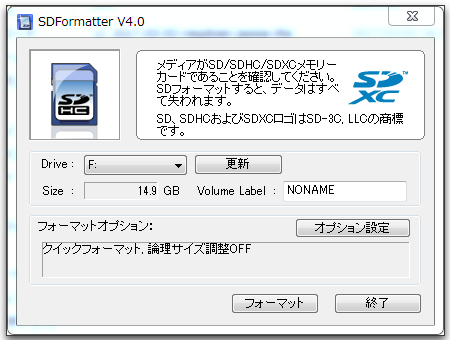 SDFormatter V4.0
メディアがSD/SDHC/SDXCメモリー
カードであることを確認してください。
SDフォーマットすると、データはすべ
て失われます。
SD、SDHCおよびSDXCロゴはSD-3C, LLCの商標
です。
SD
HC
SD
XC™
Drive : F: 更新
Size : 14.9 GB Volume Label : NONAME
フォーマットオプション: オプション設定
クイックフォーマット, 論理サイズ調整OFF
フォーマット 終了